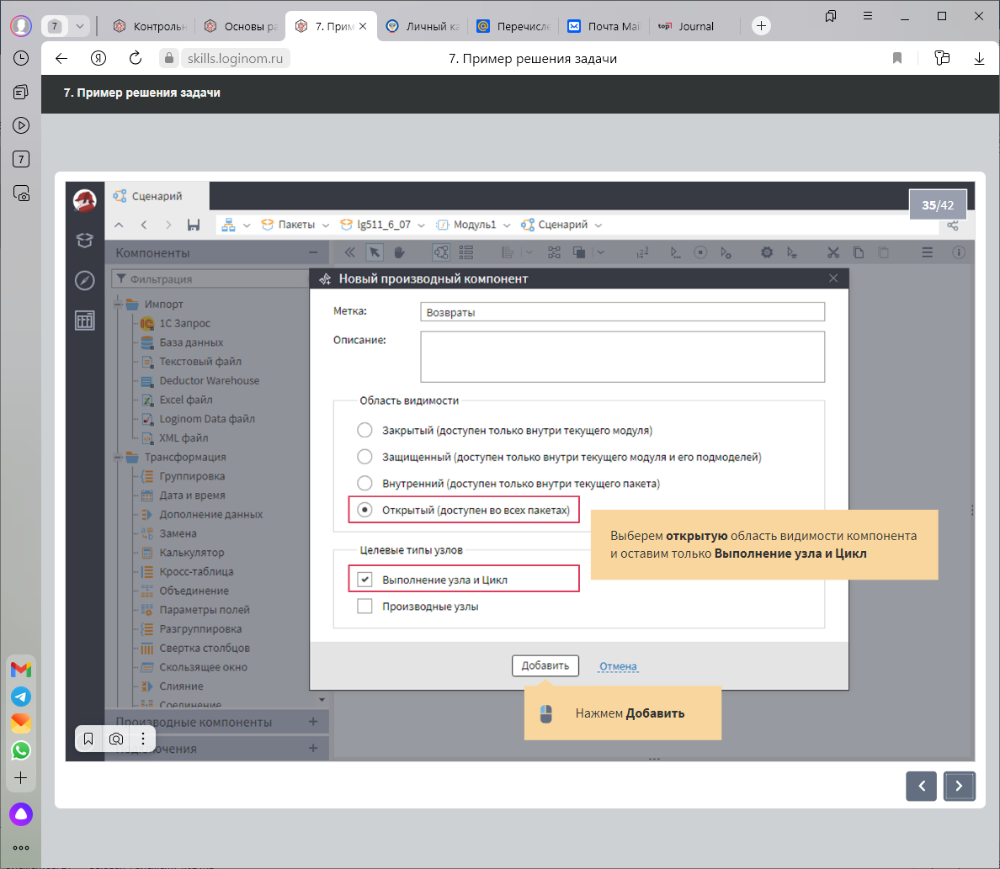 7
Контрольн
Основы ра
7. Прим
Личный ка
Перечисле
Почта Mail
top1 Journal
Я
skills.loginom.ru
7. Пример решения задачи
7
7. Пример решения задачи
Сценарий
35/42
Пакеты
lg511_6_07
Модуль1
Сценарий
Компоненты
Фильтрация
Импорт
1С Запрос
База данных
Текстовый файл
Deductor Warehouse
Excel файл
Loginom Data файл
XML файл
Трансформация
Группировка
Дата и время
Дополнение данных
Замена
Калькулятор
Кросс-таблица
Объединение
Параметры полей
Разгруппировка
Свертка столбцов
Скользящее окно
Слияние
Соединение
Производные компоненты
Подключения
Новый производный компонент
Метка:
Возвраты
Описание:
Область видимости
Закрытый (доступен только внутри текущего модуля)
Защищенный (доступен только внутри текущего модуля и его подмоделей)
Внутренний (доступен только внутри текущего пакета)
Открытый (доступен во всех пакетах)
Выберем открытую область видимости компонента
и оставим только Выполнение узла и Цикл
Целевые типы узлов
Выполнение узла и Цикл
Производные узлы
Добавить
Отмена
Нажмем Добавить